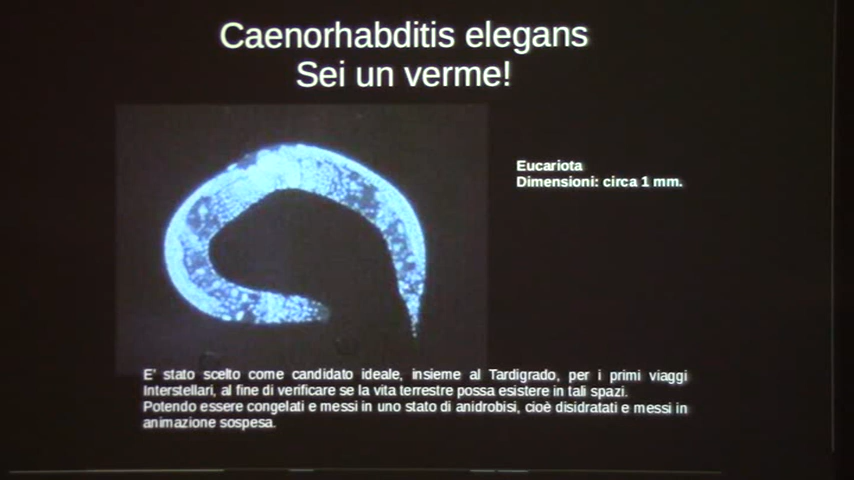 Caenorhabditis elegans
Sei un verme!
Eucariota
Dimensioni: circa 1 mm.
E' stato scelto come candidato ideale, insieme al Tardigrado, per i primi viaggi
Interstellari, al fine di verificare se la vita terrestre possa esistere in tali spazi.
Potendo essere congelati e messi in uno stato di anidrobisi, cioè disidratati e messi in
animazione sospesa.